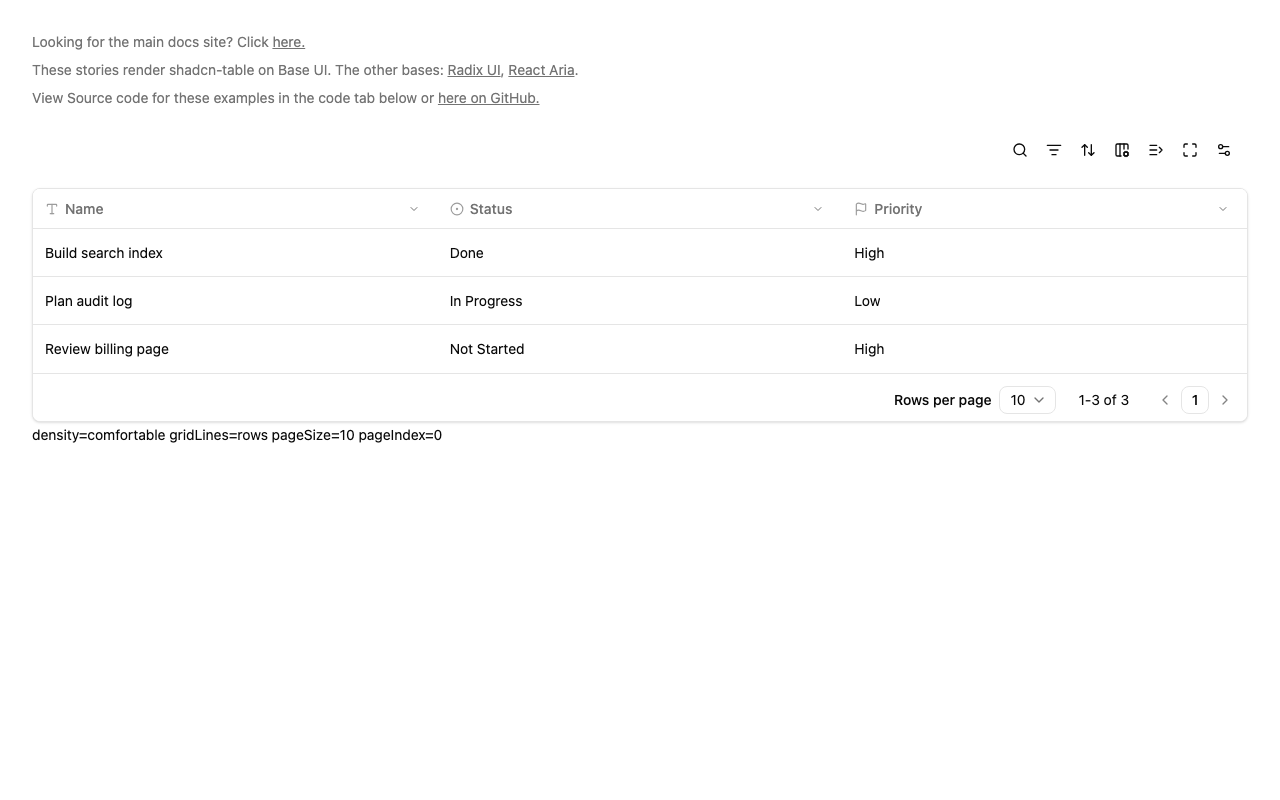 Looking for the main docs site? Click here.
These stories render shadcn-table on Base UI. The other bases: Radix UI, React Aria.
View Source code for these examples in the code tab below or here on GitHub.
Name Status Priority
Build search index Done High
Plan audit log In Progress Low
Review billing page Not Started High
Rows per page 10 1-3 of 3 1
density=comfortable gridLines=rows pageSize=10 pageIndex=0